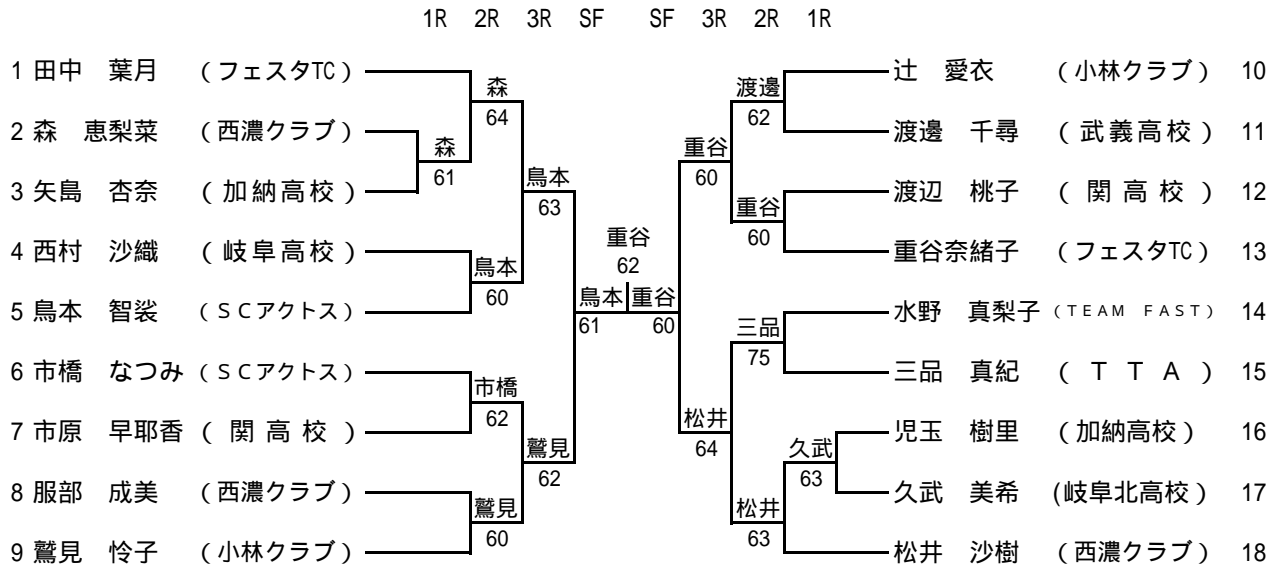 1R 2R 3R SF SF 3R 2R 1R
1 田中 葉月 (フェスタTC)
2 森 恵梨菜 (西濃クラブ)
3 矢島 杏奈 (加納高校)
4 西村 沙織 (岐阜高校)
5 鳥本 智裟 (SCアクトス)
6 市橋 なつみ (SCアクトス)
7 市原 早耶香 (関高校)
8 服部 成美 (西濃クラブ)
9 鷲見 怜子 (小林クラブ)
森
61
森
64
鳥本
60
市橋
62
鷲見
60
鳥本
63
鷲見
62
鳥本
61
重谷
62
重谷
60
重谷
60
松井
64
渡邊
62
重谷
60
三品
75
松井
63
久武
63
辻 愛衣 (小林クラブ) 10
渡邊 千尋 (武義高校) 11
渡辺 桃子 (関高校) 12
重谷奈緒子 (フェスタTC) 13
水野 真梨子 (TEAM FAST) 14
三品 真紀 (TTA) 15
児玉 樹里 (加納高校) 16
久武 美希 (岐阜北高校) 17
松井 沙樹 (西濃クラブ) 18